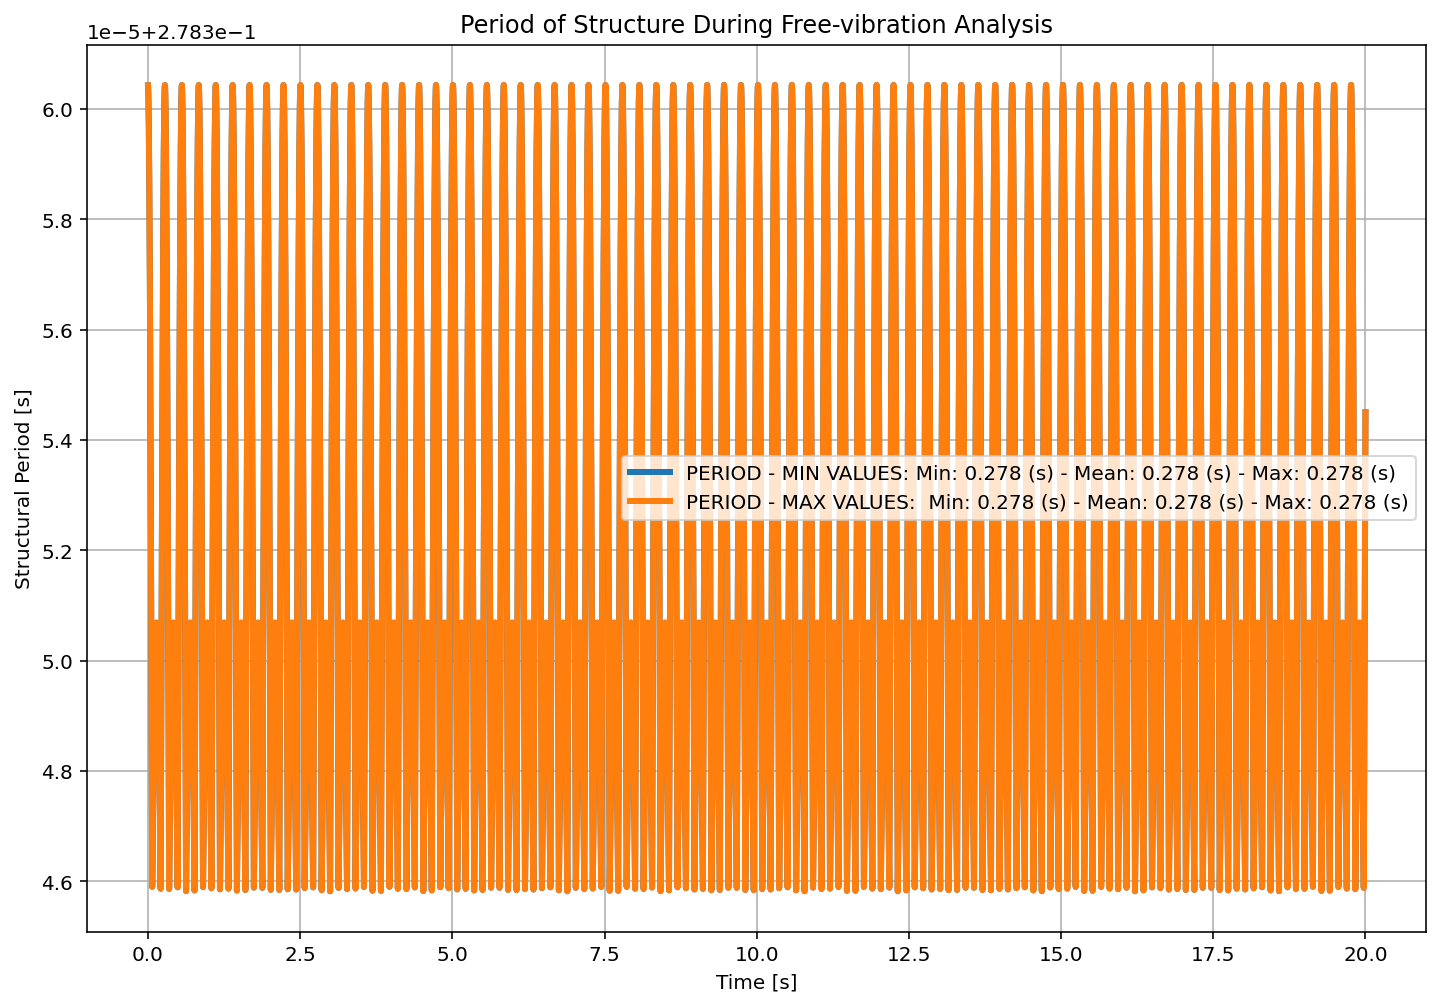 Period of Structure During Free-vibration Analysis
1e−5+2.783e−1
6.0
5.8
5.6
5.4
5.2
5.0
4.8
4.6
Structural Period [s]
PERIOD - MIN VALUES: Min: 0.278 (s) - Mean: 0.278 (s) - Max: 0.278 (s)
PERIOD - MAX VALUES:  Min: 0.278 (s) - Mean: 0.278 (s) - Max: 0.278 (s)
0.0 2.5 5.0 7.5 10.0 12.5 15.0 17.5 20.0
Time [s]